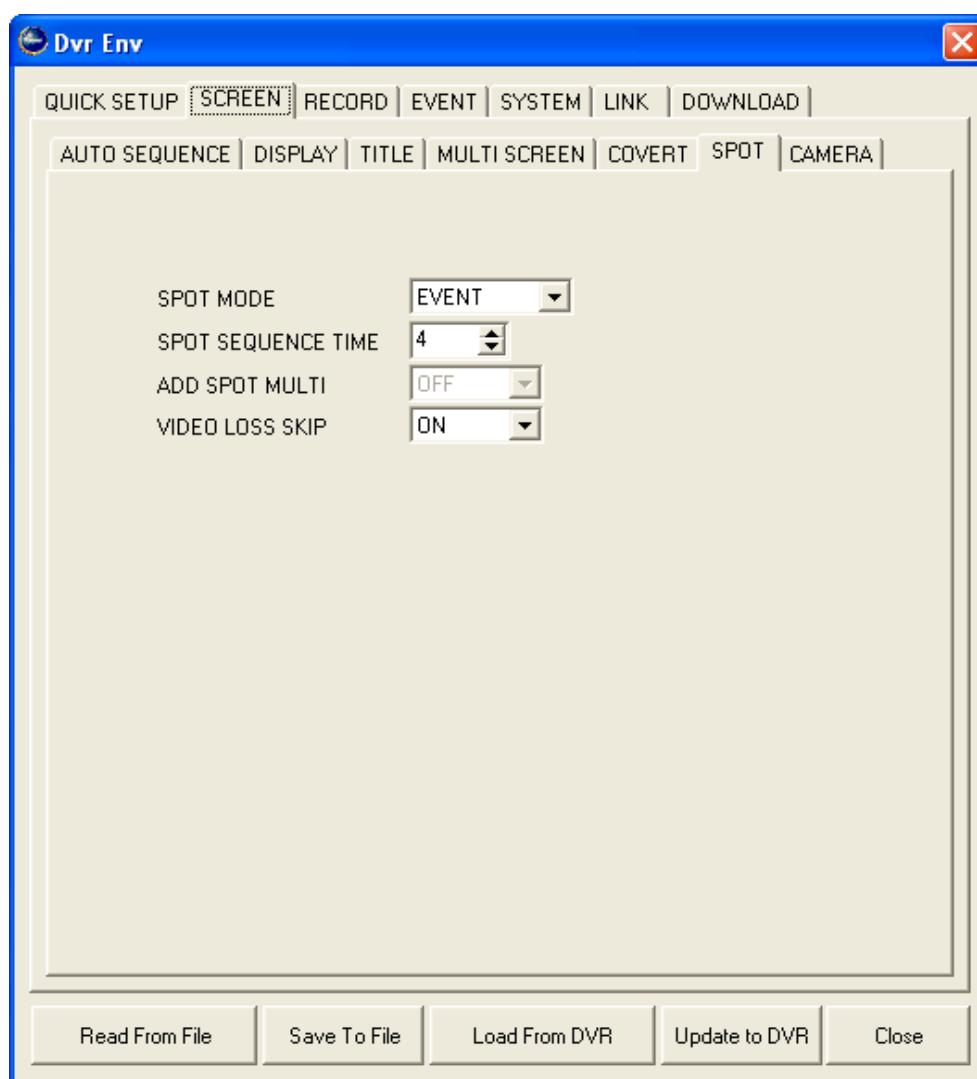 Dvr Env
QUICK SETUP SCREEN RECORD EVENT SYSTEM LINK DOWNLOAD
AUTO SEQUENCE DISPLAY TITLE MULTI SCREEN COVERT SPOT CAMERA
SPOT MODE EVENT
SPOT SEQUENCE TIME 4
ADD SPOT MULTI OFF
VIDEO LOSS SKIP ON
Read From File Save To File Load From DVR Update to DVR Close